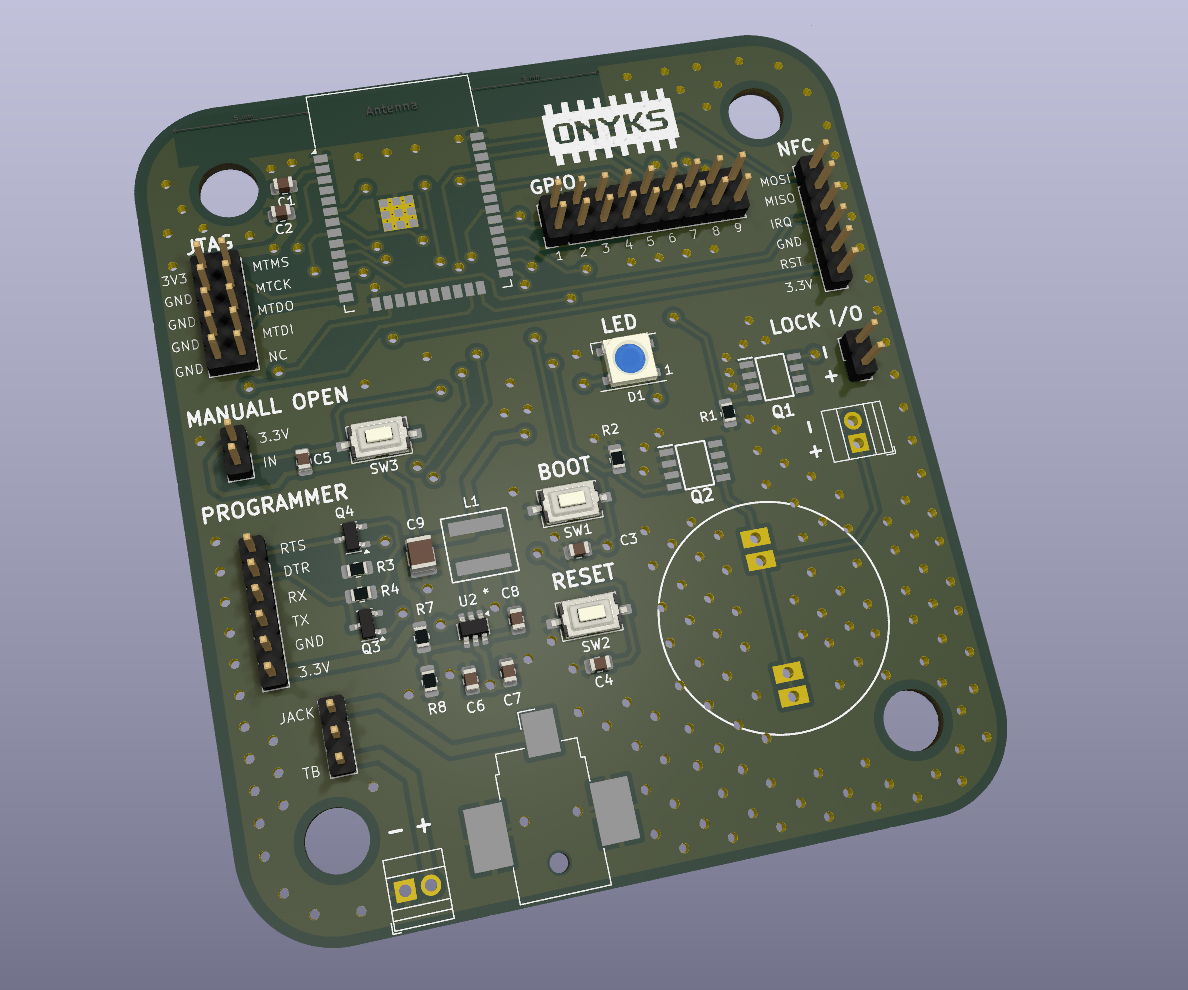 5 mm
Antenna
5 mm
ONYKS
NFC
MOSI
MISO
IRQ
GND
RST
3.3V
GPIO
1 2 3 4 5 6 7 8 9
C1
C2
JTAG
3V3
GND
GND
GND
GND
MTMS
MTCK
MTDO
MTDI
NC
LED
1
D1
LOCK I/O
-
+
Q1
R1
-
+
MANUALL OPEN
3.3V
IN
C5
SW3
R2
Q2
BOOT
SW1
C3
PROGRAMMER
RTS
DTR
RX
TX
GND
3.3V
Q4
R3
R4
Q3
C9
L1
RESET
SW2
C4
R7
U2 *
C8
R8
C6
C7
JACK
TB
- +